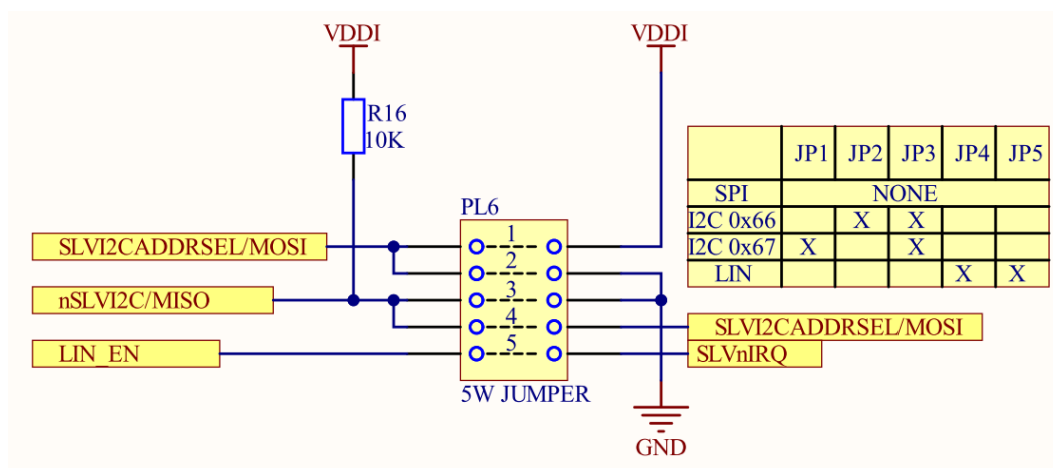 VDDI VDDI
R16
10K
JP1 JP2 JP3 JP4 JP5
SPI NONE
I2C 0x66 X X
I2C 0x67 X X
LIN X X
PL6
SLVI2CADDRSEL/MOSI 1
2
nSLVI2C/MISO 3
4 SLVI2CADDRSEL/MOSI
LIN_EN 5 SLVnIRQ
5W JUMPER
GND